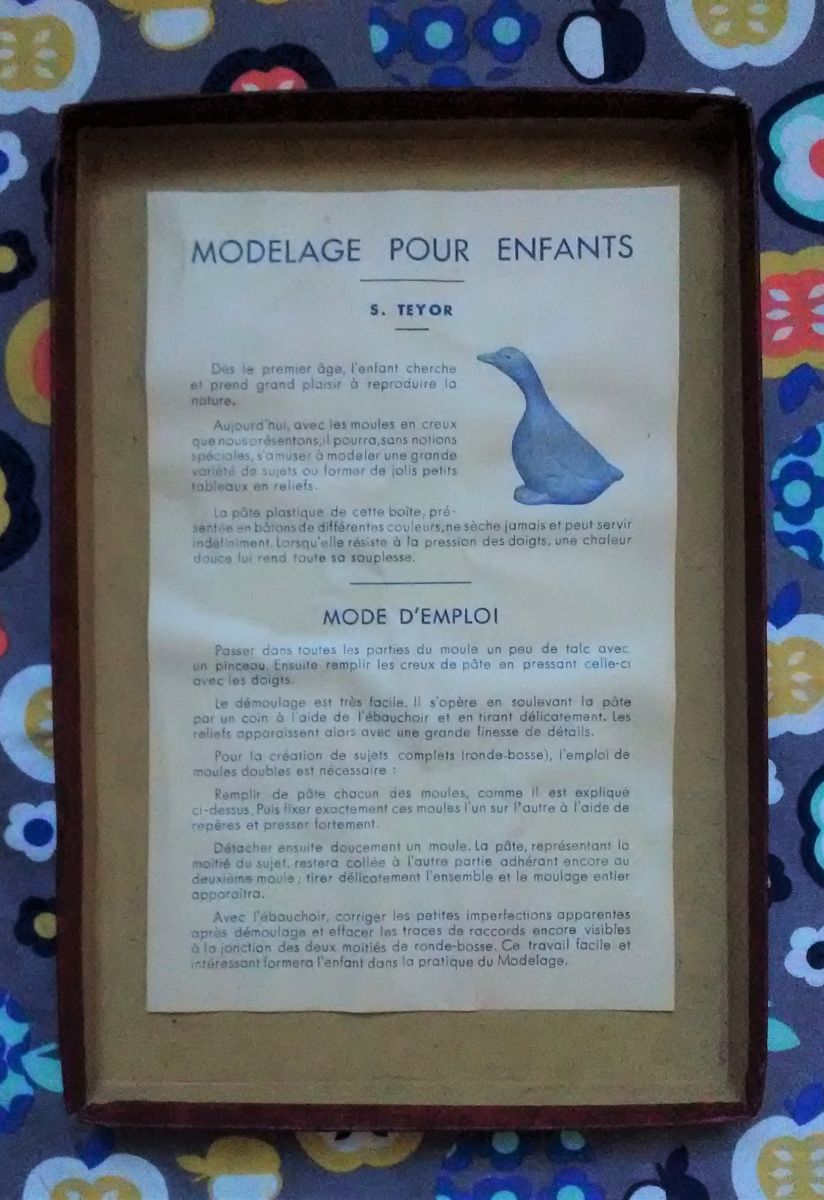 MODELAGE POUR ENFANTS
S. TEYOR
Dès le premier âge, l'enfant cherche
et prend grand plaisir à reproduire la
nature.
Aujourd'hui, avec les moules en creux
que nous présentons, il pourra, sans notions
spéciales, s'amuser à modeler une grande
variété de sujets ou former de jolis petits
tableaux en reliefs.
La pâte plastique de cette boîte, pré-
sentée en bâtons de différentes couleurs, ne sèche jamais et peut servir
indéfiniment. Lorsqu'elle résiste à la pression des doigts, une chaleur
douce lui rend toute sa souplesse.
MODE D'EMPLOI
Passer dans toutes les parties du moule un peu de talc avec
un pinceau. Ensuite remplir les creux de pâte en pressant celle-ci
avec les doigts.
Le démoulage est très facile. Il s'opère en soulevant la pâte
par un coin à l'aide de l'ébauchoir et en tirant délicatement. Les
reliefs apparaissent alors avec une grande finesse de détails.
Pour la création de sujets complets (ronde-bosse), l'emploi de
moules doubles est nécessaire :
Remplir de pâte chacun des moules, comme il est expliqué
ci-dessus. Puis fixer exactement ces moules l'un sur l'autre à l'aide de
repères et presser fortement.
Détacher ensuite doucement un moule. La pâte, représentant la
moitié du sujet, restera collée à l'autre partie adhérant encore au
deuxième moule ; tirer délicatement l'ensemble et le moulage entier
apparaîtra.
Avec l'ébauchoir, corriger les petites imperfections apparentes
après démoulage et effacer les traces de raccords encore visibles
à la jonction des deux moitiés de ronde-bosse. Ce travail facile et
intéressant formera l'enfant dans la pratique du Modelage.